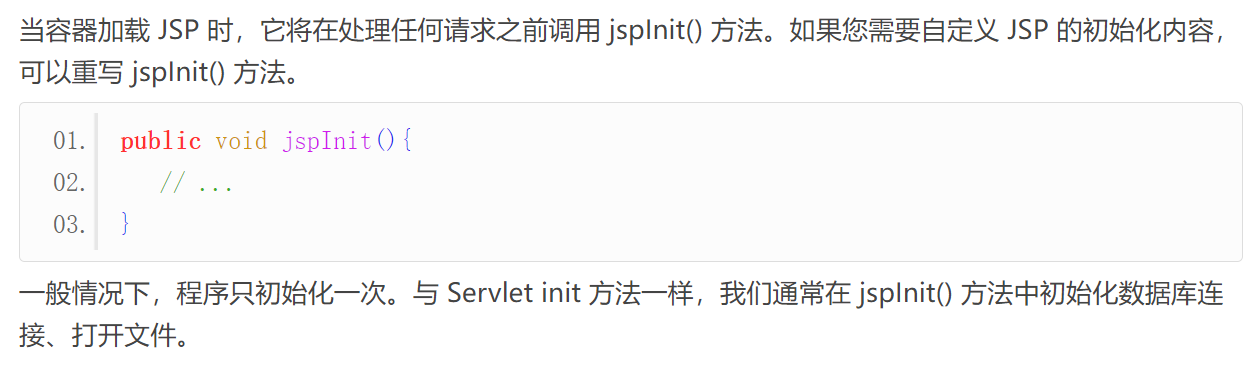 当容器加载 JSP 时，它将在处理任何请求之前调用 jspInit() 方法。如果您需要自定义 JSP 的初始化内容，
可以重写 jspInit() 方法。
01. public void jspInit(){
02. // ...
03. }
一般情况下，程序只初始化一次。与 Servlet init 方法一样，我们通常在 jspInit() 方法中初始化数据库连
接、打开文件。